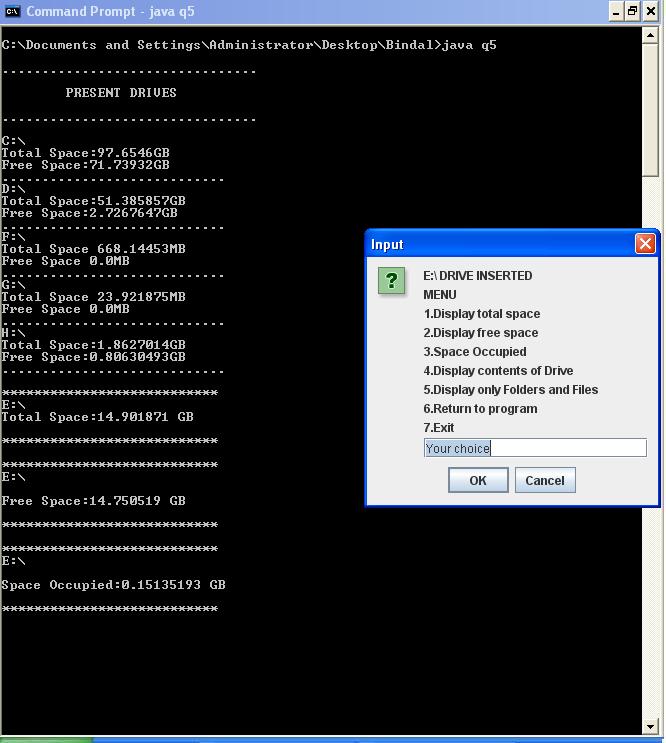 Command Prompt - java q5
C:\Documents and Settings\Administrator\Desktop\Bindal>java q5
--------------------------------
PRESENT DRIVES
--------------------------------
C:\
Total Space:97.6546GB
Free Space:71.73932GB
----------------------------
D:\
Total Space:51.385857GB
Free Space:2.7267647GB
----------------------------
F:\
Total Space 668.14453MB
Free Space 0.0MB
----------------------------
G:\
Total Space 23.921875MB
Free Space 0.0MB
----------------------------
H:\
Total Space:1.8627014GB
Free Space:0.80630493GB
----------------------------
***************************
E:\
Total Space:14.901871 GB
***************************
***************************
E:\
Free Space:14.750519 GB
***************************
***************************
E:\
Space Occupied:0.15135193 GB
***************************
Input
E:\ DRIVE INSERTED
MENU
1.Display total space
2.Display free space
3.Space Occupied
4.Display contents of Drive
5.Display only Folders and Files
6.Return to program
7.Exit
Your choice
OK Cancel